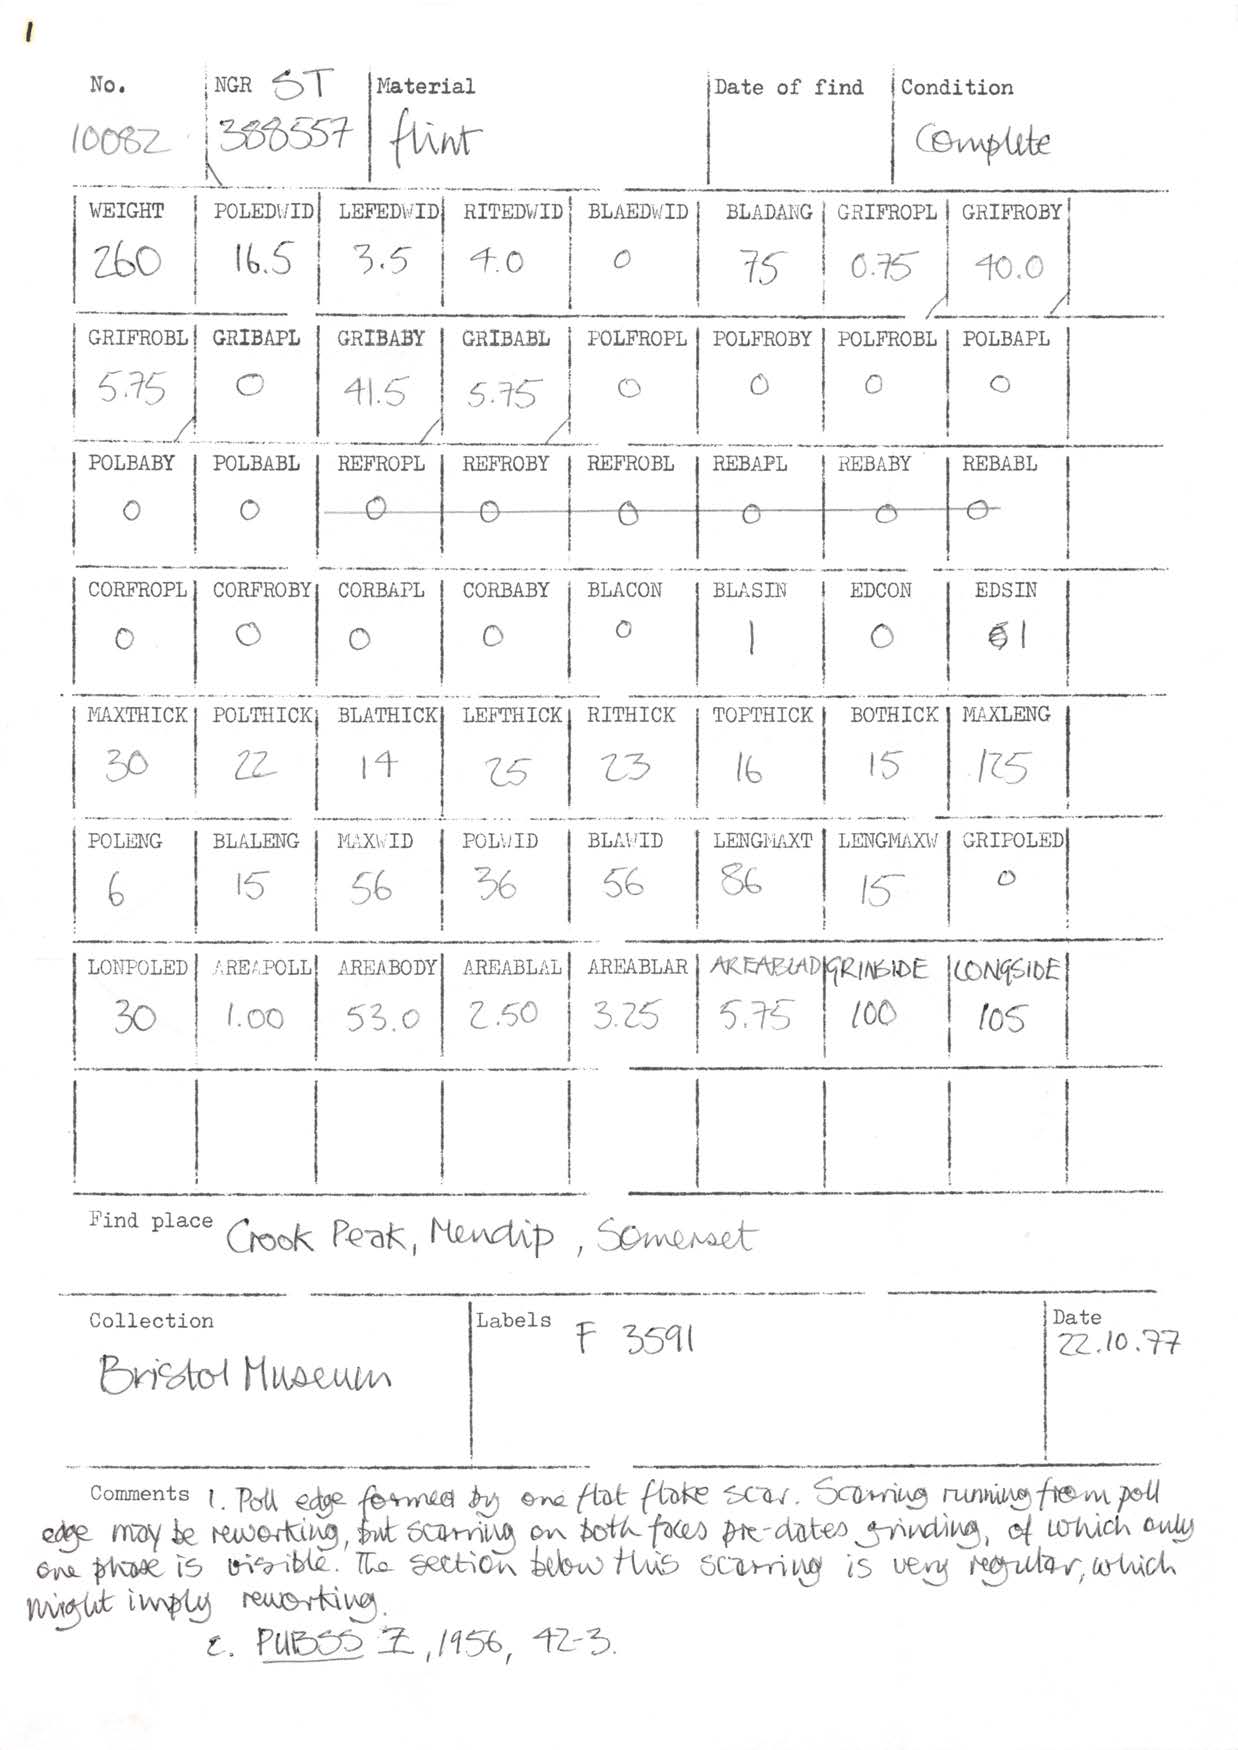 1
No. NGR ST Material Date of find Condition
10082 388557 flint Complete
WEIGHT POLEDWID LEFEDWID RITEDWID BLAEDWID BLADANG GRIFROPL GRIFROBY
260 16.5 3.5 4.0 0 75 0.75 40.0
GRIFROBL GRIBAPL GRIBABY GRIBABL POLFROPL POLFROBY POLFROBL POLBAPL
5.75 0 41.5 5.75 0 0 0 0
POLBABY POLBABL REFROPL REFROBY REFROBL REBAPL REBABY REBABL
0 0 0 0 0 0 0 0
CORFROPL CORFROBY CORBAPL CORBABY BLACON BLASIN EDCON EDSIN
0 0 0 0 0 1 0 1
MAXTHICK POLTHICK BLATHICK LEFTHICK RITHICK TOPTHICK BOTHICK MAXLENG
30 22 14 25 23 16 15 125
POLENG BLALENG MAXWID POLWID BLAWID LENGMAXT LENGMAXW GRIPOLED
6 15 56 36 56 86 15 0
LONPOLED AREAPOLL AREABODY AREABLAL AREABLAR AREABLAD GRINSIDE LONGSIDE
30 1.00 53.0 2.50 3.25 5.75 100 105
Find place Crook Peak, Mendip, Somerset
Collection Labels F 3591 Date
Bristol Museum 22.10.77
Comments 1. Poll edge formed by one flat flake scar. Scarring running from poll
edge may be reworking, but scarring on both faces pre-dates grinding, of which only
one phase is visible. The section below this scarring is very regular, which
might imply reworking.
2. PUBSS 7, 1956, 42-3.